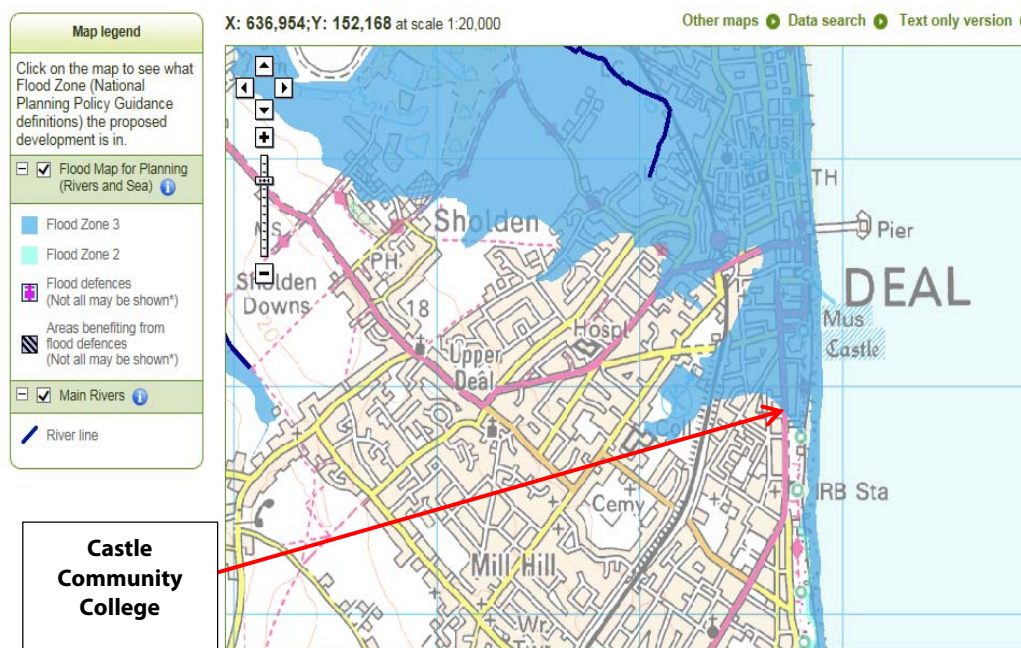 Map legend
Click on the map to see what
Flood Zone (National
Planning Policy Guidance
definitions) the proposed
development is in.
Flood Map for Planning
(Rivers and Sea)
Flood Zone 3
Flood Zone 2
Flood defences
(Not all may be shown*)
Areas benefiting from
flood defences
(Not all may be shown*)
Main Rivers
River line
X: 636,954;Y: 152,168 at scale 1:20,000
Other maps Data search Text only version
Mus
TH
Pier
Sholden
PH
Sholden
Downs
20
18
DEAL
Mus
Castle
Hospl
Upper
Deal
Coll
IRB Sta
Cemy
Mill Hill
Wr
Twr
Castle
Community
College